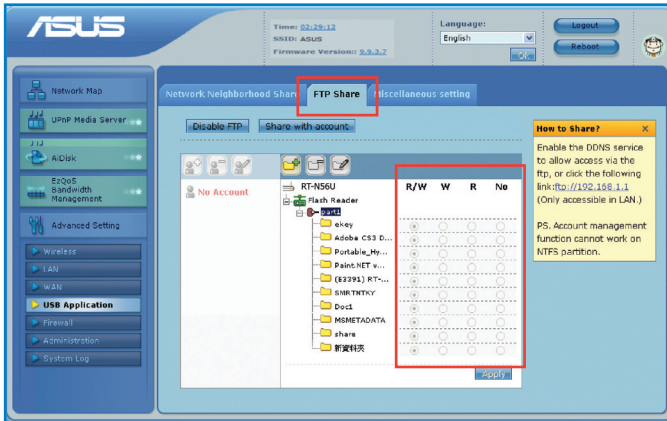 ASUS
Time: 02:29:12
SSID: ASUS
Firmware Version: 9.9.3.7
Language:
English
OK
Logout
Reboot
Network Map
UPnP Media Server
AiDisk
EzQoS
Bandwidth
Management
Advanced Setting
Wireless
LAN
WAN
USB Application
Firewall
Administration
System Log
Network Neighborhood Share
FTP Share
Miscellaneous setting
Disable FTP
Share with account
No Account
RT-N56U
Flash Reader
part1
ekey
Adobe CS3 D...
Portable_Hy...
Paint.NET v...
(E3391) RT-...
SMRTNTKY
Doc1
MSMETADATA
share
新資料夾
R/W W R No
Apply
How to Share? X
Enable the DDNS service
to allow access via the
ftp, or click the following
link:ftp://192.168.1.1
(Only accessible in LAN.)
PS. Account management
function cannot work on
NTFS partition.